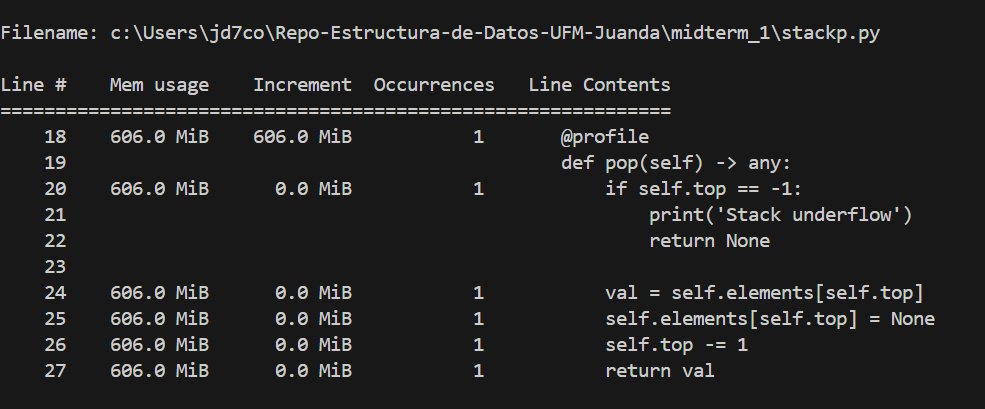 Filename: c:\Users\jd7co\Repo-Estructura-de-Datos-UFM-Juanda\midterm_1\stackp.py
Line #    Mem usage    Increment  Occurrences   Line Contents
=============================================================
    18    606.0 MiB    606.0 MiB           1       @profile
    19                                             def pop(self) -> any:
    20    606.0 MiB      0.0 MiB           1           if self.top == -1:
    21                                                     print('Stack underflow')
    22                                                     return None
    23
    24    606.0 MiB      0.0 MiB           1           val = self.elements[self.top]
    25    606.0 MiB      0.0 MiB           1           self.elements[self.top] = None
    26    606.0 MiB      0.0 MiB           1           self.top -= 1
    27    606.0 MiB      0.0 MiB           1           return val